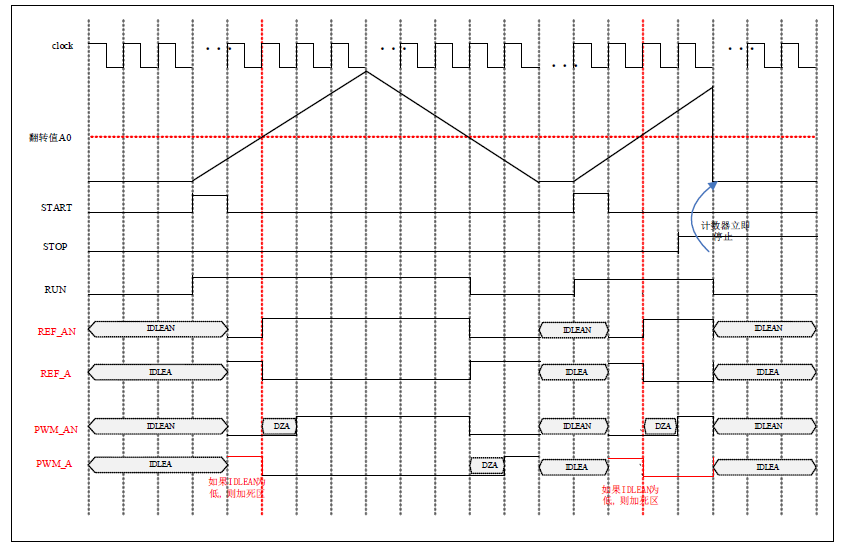 clock
翻转值A0
START
计数器立即
停止
STOP
RUN
REF_AN
IDLEAN
IDLEAN
IDLEAN
REF_A
IDLEA
IDLEA
IDLEA
PWM_AN
IDLEAN
DZA
IDLEAN
DZA
IDLEAN
PWM_A
IDLEA
DZA
IDLEA
IDLEA
如果IDLEAN为
低，则加死区
如果IDLEAN为
低，则加死区